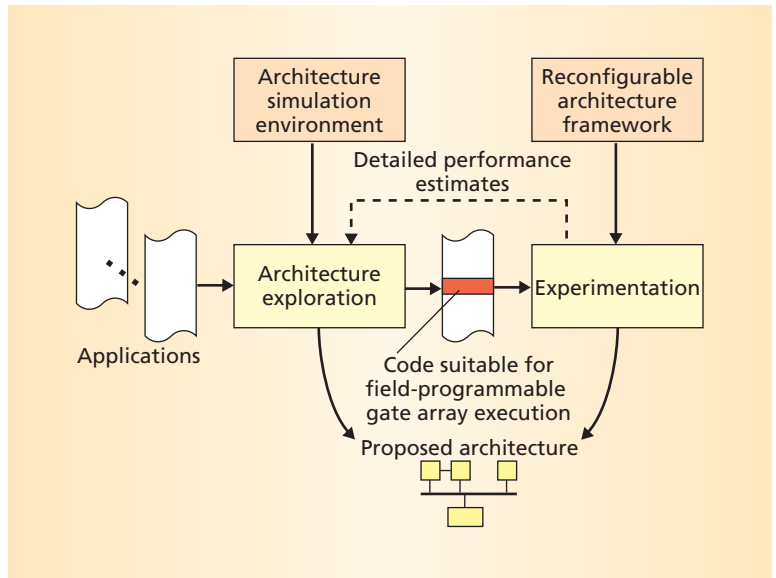 Architecture
simulation
environment
Reconfigurable
architecture
framework
Detailed performance
estimates
Architecture
exploration
Experimentation
Applications
Code suitable for
field-programmable
gate array execution
Proposed architecture